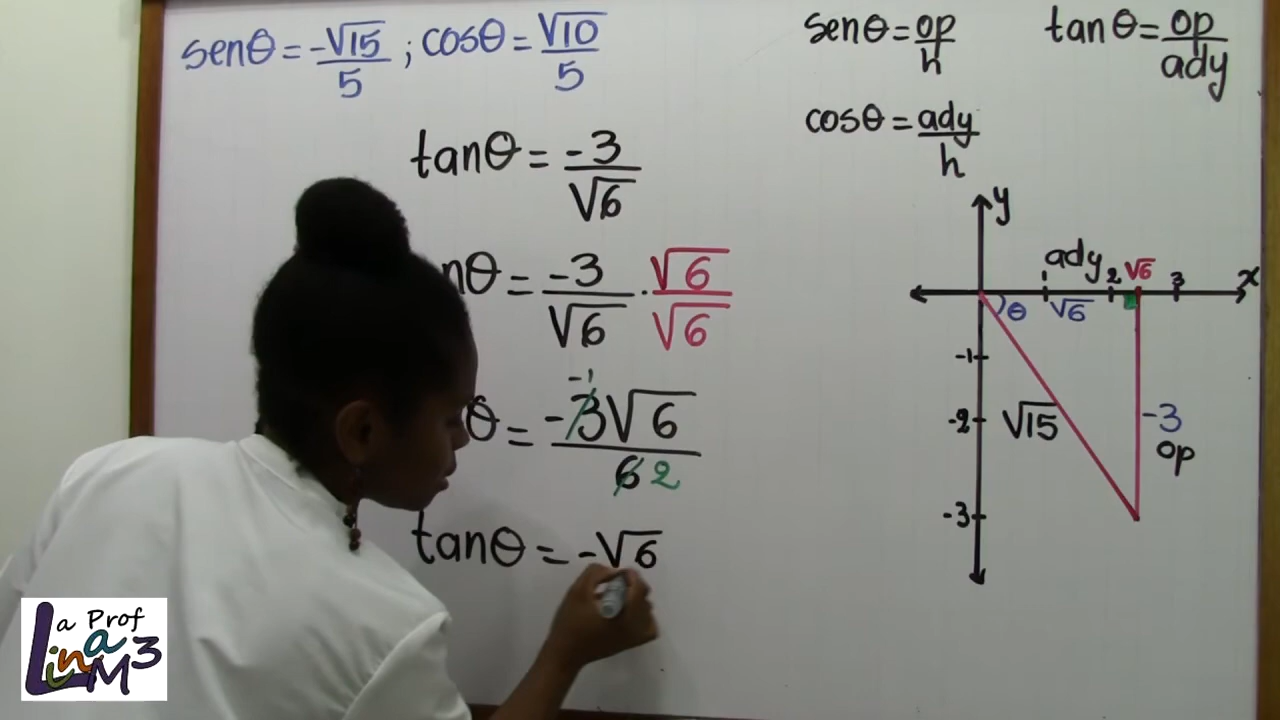 senθ = -√15/5 ; cosθ = √10/5
senθ = op/h
tanθ = op/ady
cosθ = ady/h
tanθ = -3/√6
nθ = -3/√6 · √6/√6
-1
θ = -3√6/6 2
tanθ = -√6
y
ady
1 2 √6 3 x
θ √6
-1
-2 √15 -3
op
-3
La Prof
Lina M3